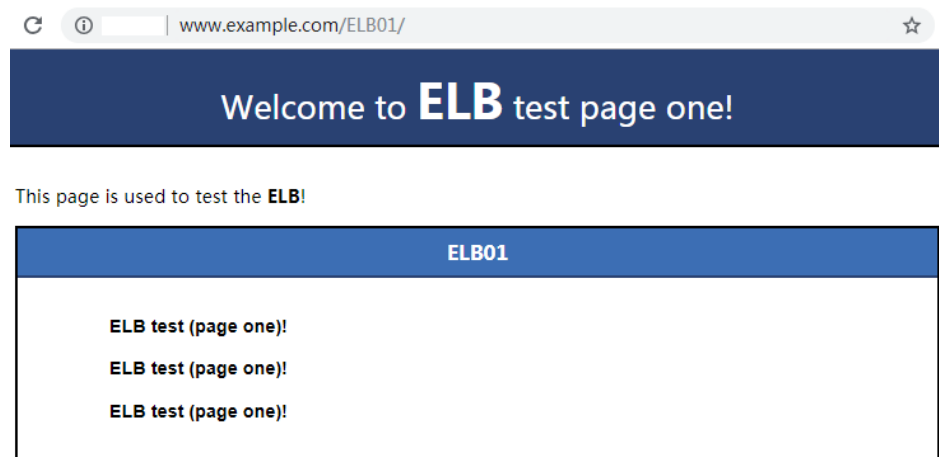 www.example.com/ELB01/
Welcome to ELB test page one!
This page is used to test the ELB!
ELB01
ELB test (page one)!
ELB test (page one)!
ELB test (page one)!